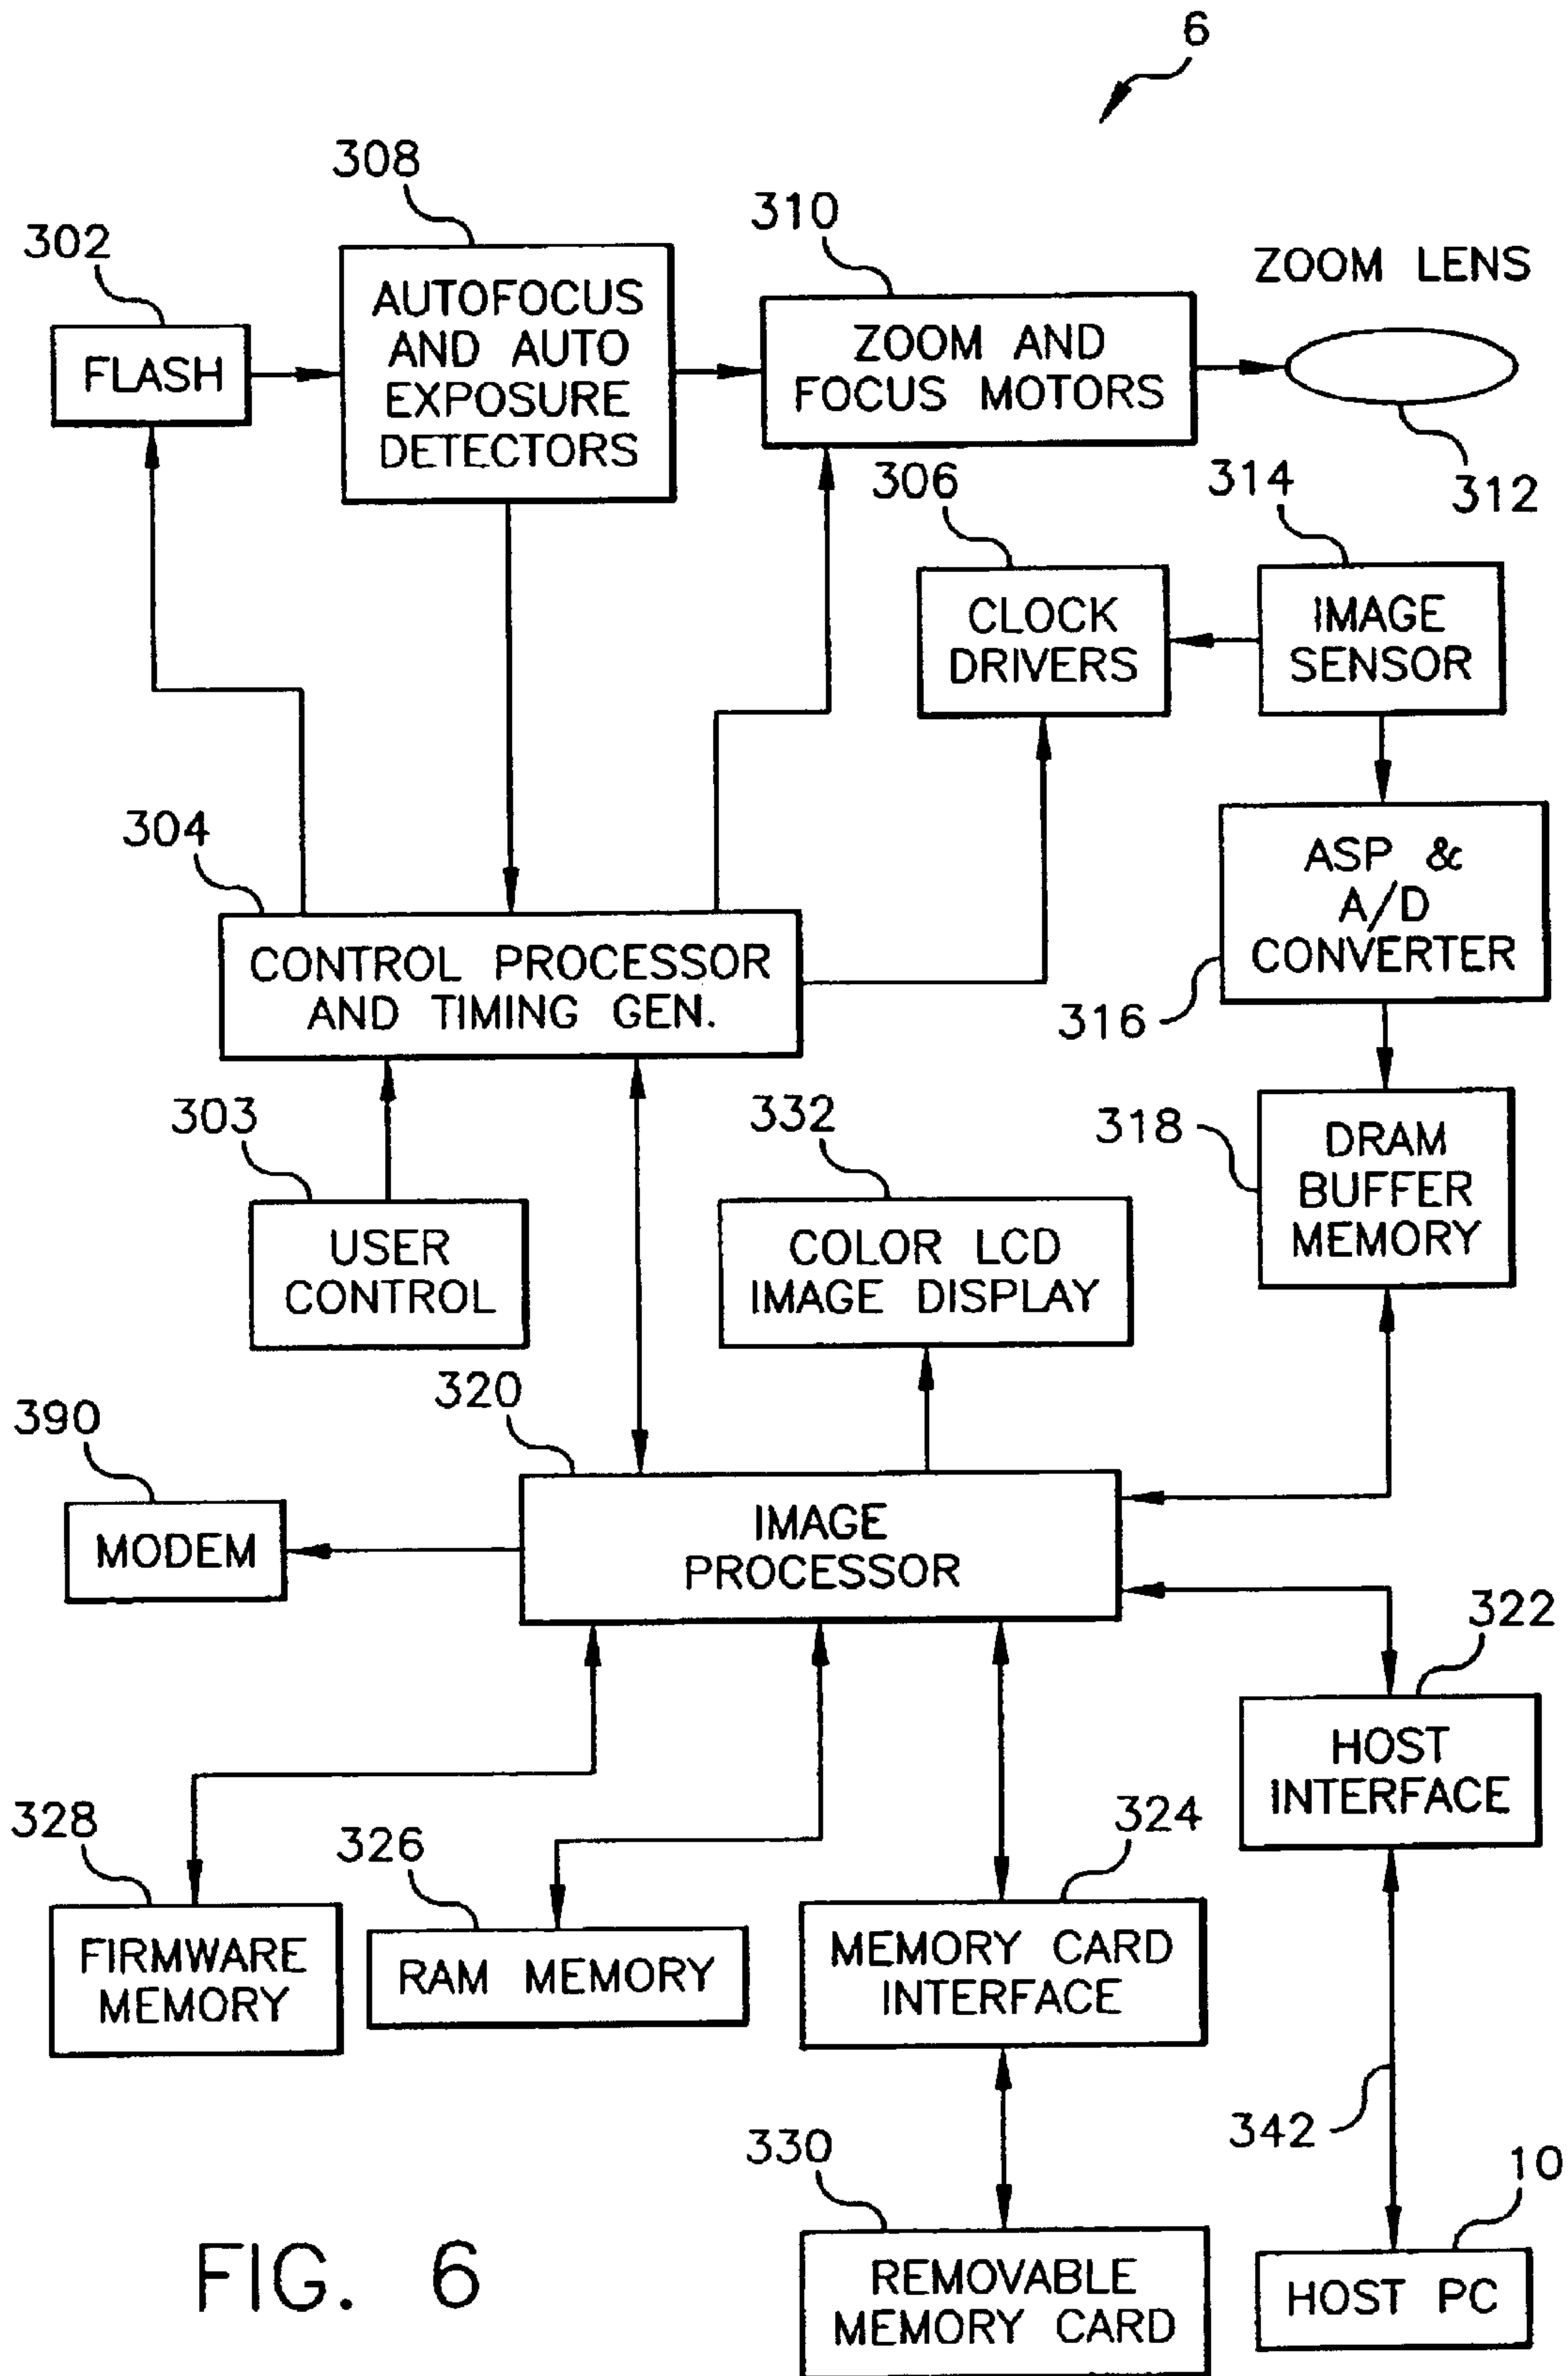 6
308
310
302
ZOOM LENS
AUTOFOCUS
AND AUTO
EXPOSURE
DETECTORS
ZOOM AND
FOCUS MOTORS
FLASH
306
314
312
CLOCK
DRIVERS
IMAGE
SENSOR
304
ASP &
A/D
CONVERTER
CONTROL PROCESSOR
AND TIMING GEN.
316
303
332
318
DRAM
BUFFER
MEMORY
USER
CONTROL
COLOR LCD
IMAGE DISPLAY
320
390
IMAGE
PROCESSOR
MODEM
322
HOST
INTERFACE
328
326
324
FIRMWARE
MEMORY
RAM MEMORY
MEMORY CARD
INTERFACE
342
330
10
REMOVABLE
MEMORY CARD
HOST PC
FIG. 6